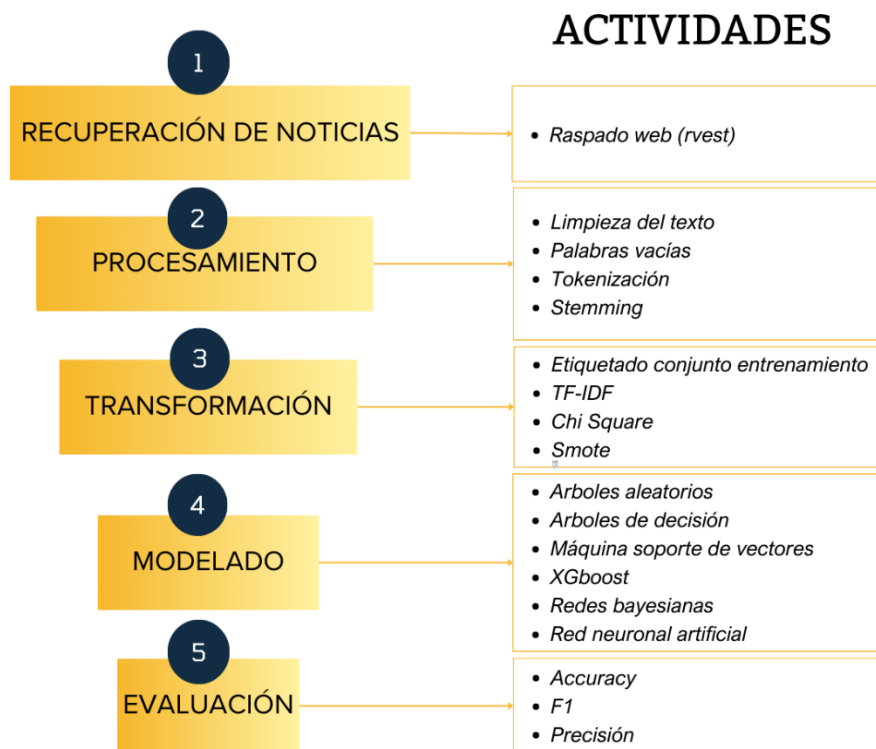 ACTIVIDADES
1
RECUPERACIÓN DE NOTICIAS
• Raspado web (rvest)
2
PROCESAMIENTO
• Limpieza del texto
• Palabras vacías
• Tokenización
• Stemming
3
TRANSFORMACIÓN
• Etiquetado conjunto entrenamiento
• TF-IDF
• Chi Square
• Smote
4
MODELADO
• Arboles aleatorios
• Arboles de decisión
• Máquina soporte de vectores
• XGboost
• Redes bayesianas
• Red neuronal artificial
5
EVALUACIÓN
• Accuracy
• F1
• Precisión